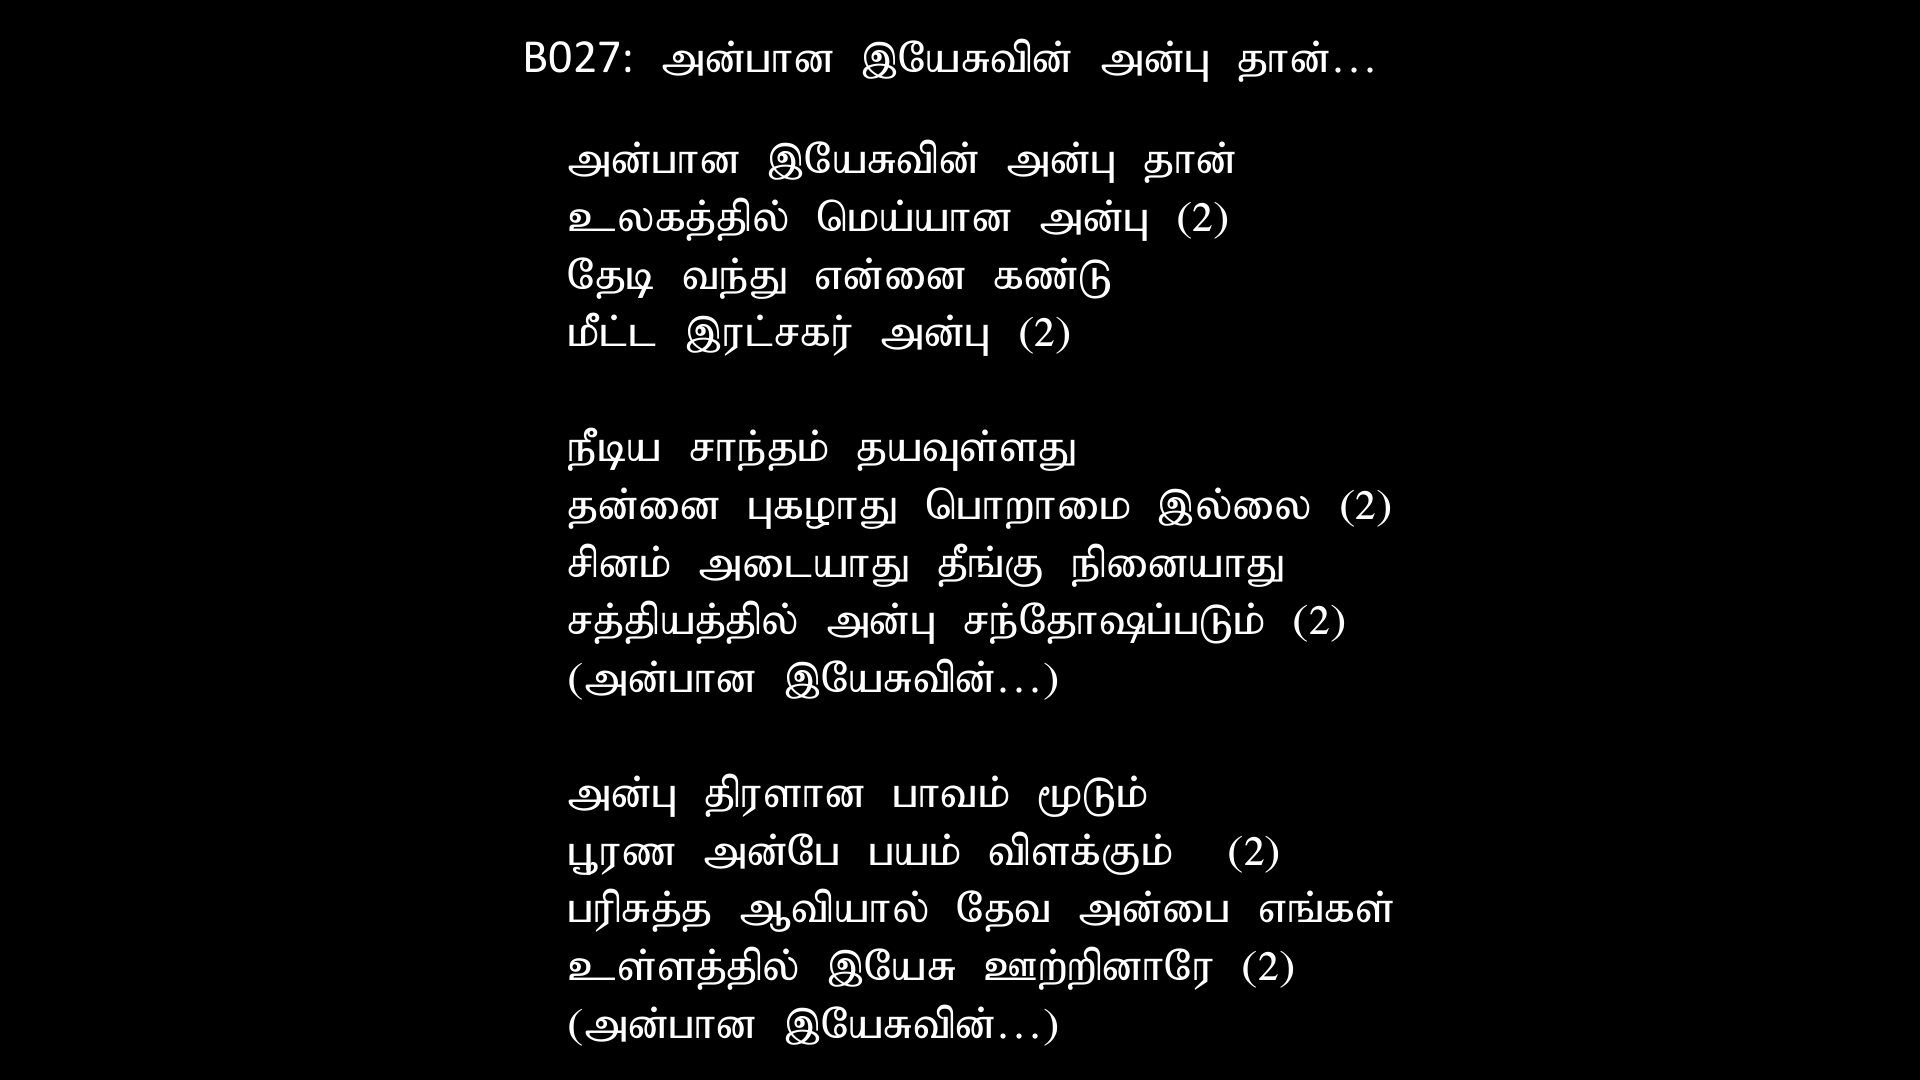 B027: அன்பான இயேசுவின் அன்பு தான்...
அன்பான இயேசுவின் அன்பு தான்
உலகத்தில் மெய்யான அன்பு (2)
தேடி வந்து என்னை கண்டு
மீட்ட இரட்சகர் அன்பு (2)
நீடிய சாந்தம் தயவுள்ளது
தன்னை புகழாது பொறாமை இல்லை (2)
சினம் அடையாது தீங்கு நினையாது
சத்தியத்தில் அன்பு சந்தோஷப்படும் (2)
(அன்பான இயேசுவின்...)
அன்பு திரளான பாவம் மூடும்
பூரண அன்பே பயம் விளக்கும் (2)
பரிசுத்த ஆவியால் தேவ அன்பை எங்கள்
உள்ளத்தில் இயேசு ஊற்றினாரே (2)
(அன்பான இயேசுவின்...)